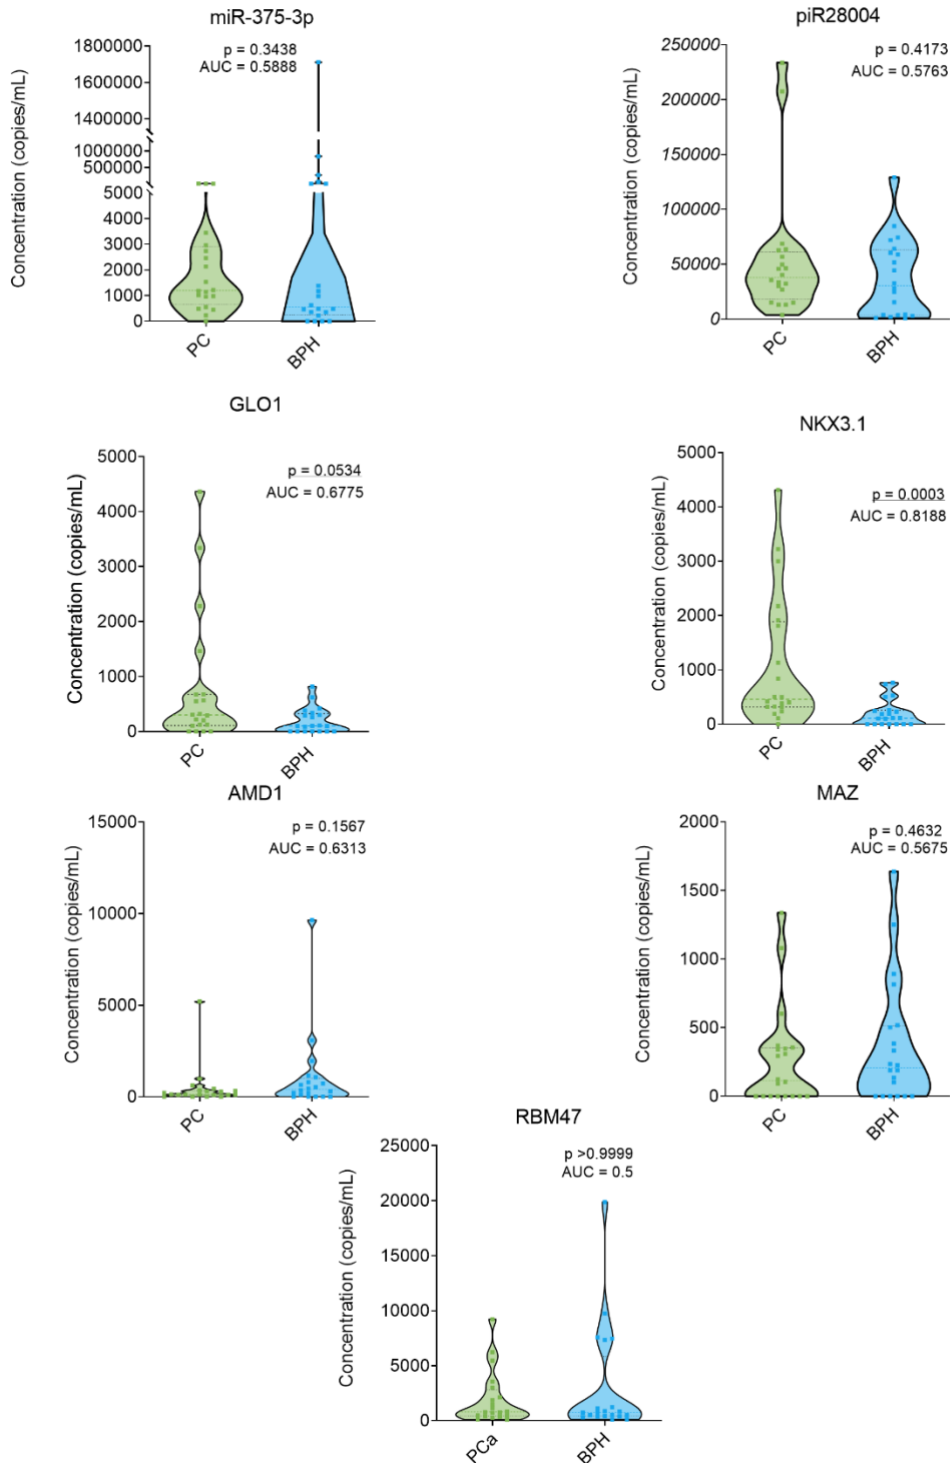 miR-375-3p
p = 0.3438
AUC = 0.5888
Concentration (copies/mL)
1800000
1600000
1400000
1000000
500000
5000
4000
3000
2000
1000
0
PC
BPH
piR28004
p = 0.4173
AUC = 0.5763
Concentration (copies/mL)
250000
200000
150000
100000
50000
0
PC
BPH
GLO1
p = 0.0534
AUC = 0.6775
Concentration (copies/mL)
5000
4000
3000
2000
1000
0
PC
BPH
NKX3.1
p = 0.0003
AUC = 0.8188
Concentration (copies/mL)
5000
4000
3000
2000
1000
0
PC
BPH
AMD1
p = 0.1567
AUC = 0.6313
Concentration (copies/mL)
15000
10000
5000
0
PC
BPH
MAZ
p = 0.4632
AUC = 0.5675
Concentration (copies/mL)
2000
1500
1000
500
0
PC
BPH
RBM47
p >0.9999
AUC = 0.5
Concentration (copies/mL)
25000
20000
15000
10000
5000
0
PCa
BPH